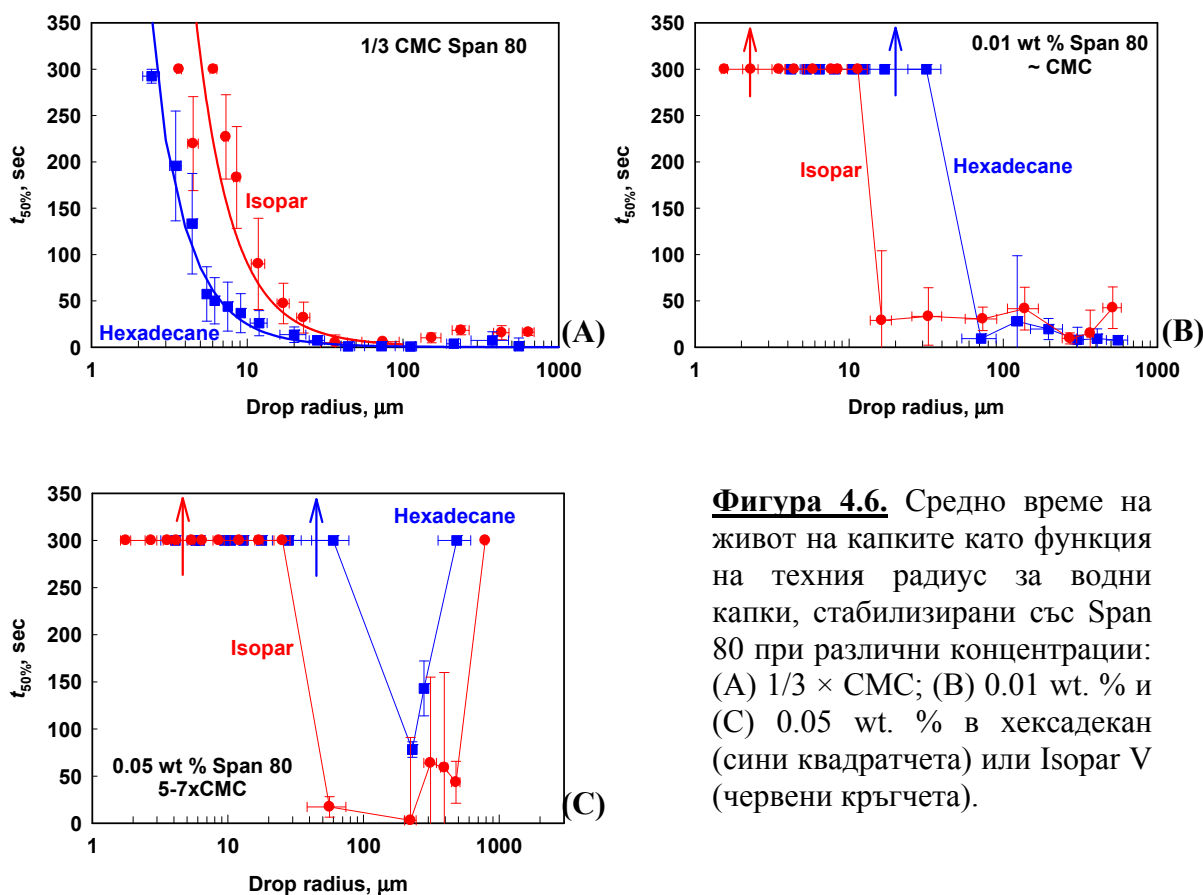 350
300
250
200
150
100
50
0
t50%, sec
1/3 CMC Span 80
Isopar
Hexadecane
(A)
1
10
100
1000
Drop radius, μm
350
300
250
200
150
100
50
0
t50%, sec
0.01 wt % Span 80
~ CMC
Isopar
Hexadecane
(B)
1
10
100
1000
Drop radius, μm
350
300
250
200
150
100
50
0
t50%, sec
Hexadecane
Isopar
0.05 wt % Span 80
5-7xCMC
(C)
1
10
100
1000
Drop radius, μm
Фигура 4.6. Средно време на
живот на капките като функция
на техния радиус за водни
капки, стабилизирани със Span
80 при различни концентрации:
(A) 1/3 × CMC; (B) 0.01 wt. % и
(C) 0.05 wt. % в хексадекан
(сини квадратчета) или Isopar V
(червени кръгчета).